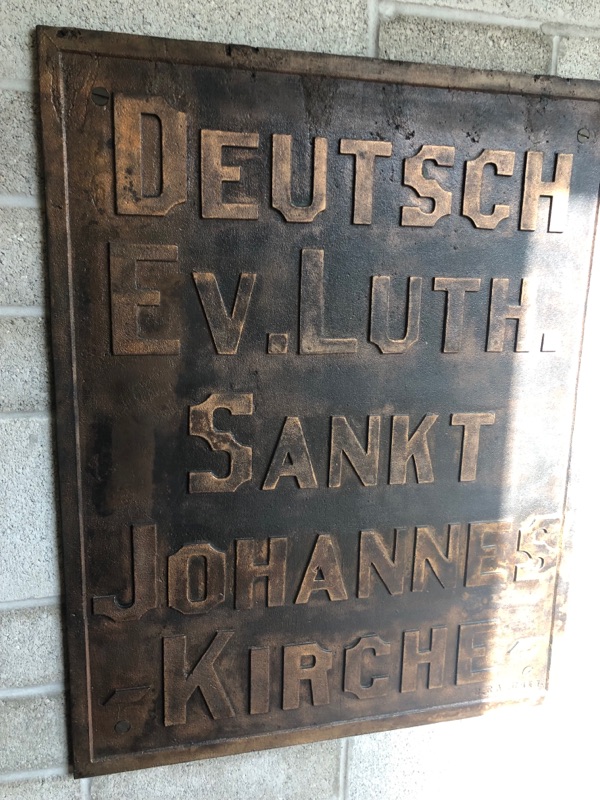 DEUTSCH
EV. LUTH.
SANKT
JOHANNES
-KIRCHE-